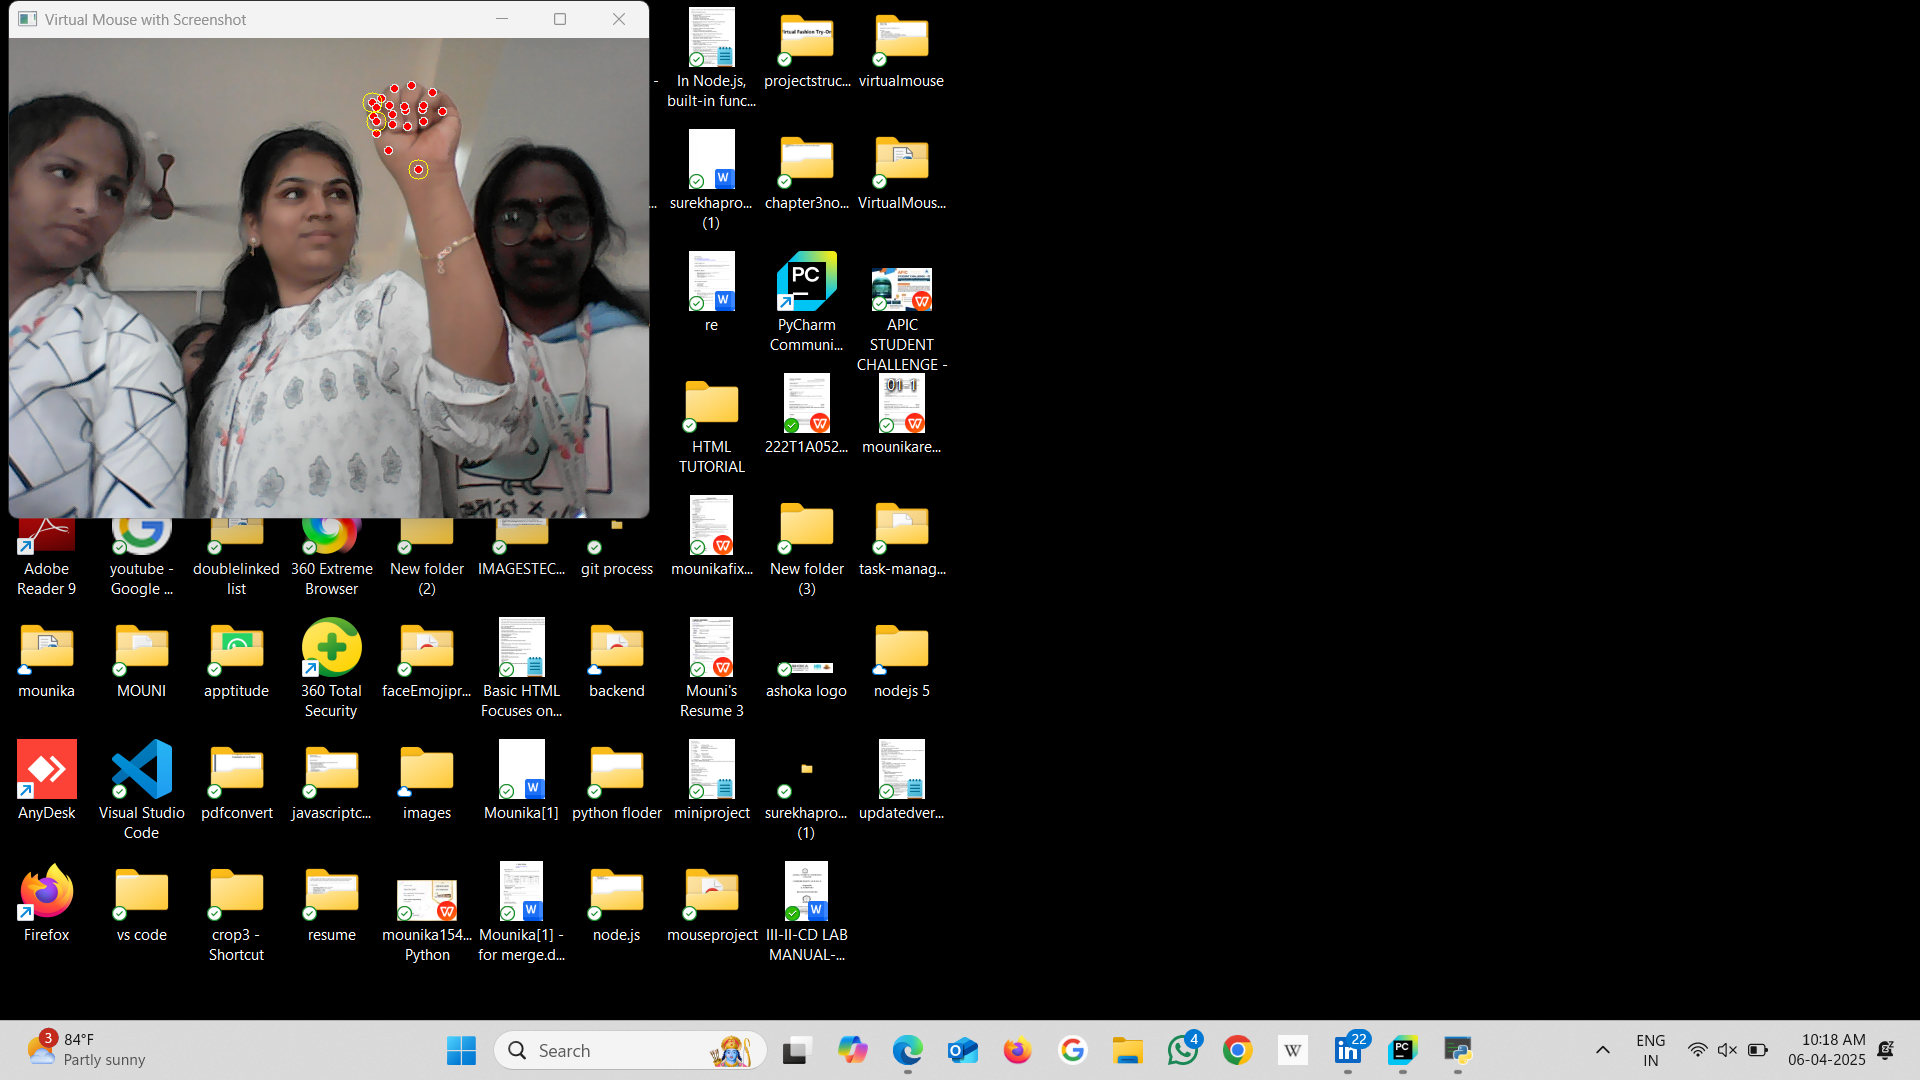 Virtual Mouse with Screenshot
In Node.js,
built-in func...
projectstruc...
virtualmouse
surekhapro...
(1)
chapter3no...
VirtualMous...
re
PyCharm
Communi...
APIC
STUDENT
CHALLENGE -
HTML
TUTORIAL
222T1A052...
mounikare...
Adobe
Reader 9
youtube -
Google ...
doublelinked
list
360 Extreme
Browser
New folder
(2)
IMAGESTEC...
git process
mounikafix...
New folder
(3)
task-manag...
mounika
MOUNI
apptitude
360 Total
Security
faceEmojipr...
Basic HTML
Focuses on...
backend
Mouni's
Resume 3
ashoka logo
nodejs 5
AnyDesk
Visual Studio
Code
pdfconvert
javascriptc...
images
Mounika[1]
python floder
miniproject
surekhapro...
(1)
updatedver...
Firefox
vs code
crop3 -
Shortcut
resume
mounika154...
Python
Mounika[1] -
for merge.d...
node.js
mouseproject
III-II-CD LAB
MANUAL-...
3
84°F
Partly sunny
Search
4
22
ENG
IN
10:18 AM
06-04-2025